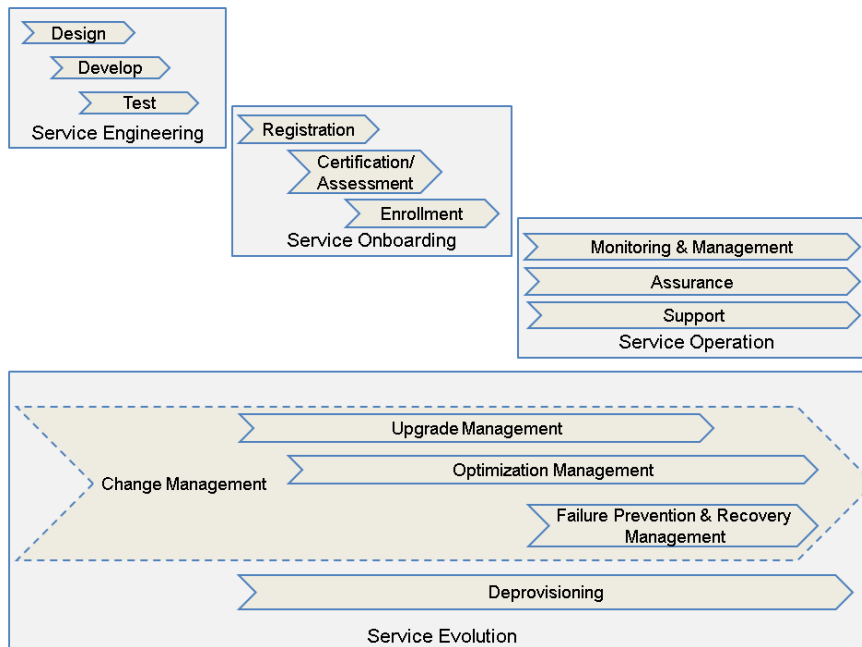 Design
Develop
Test
Service Engineering
Registration
Certification/
Assessment
Enrollment
Service Onboarding
Monitoring & Management
Assurance
Support
Service Operation
Upgrade Management
Optimization Management
Change Management
Failure Prevention & Recovery
Management
Deprovisioning
Service Evolution